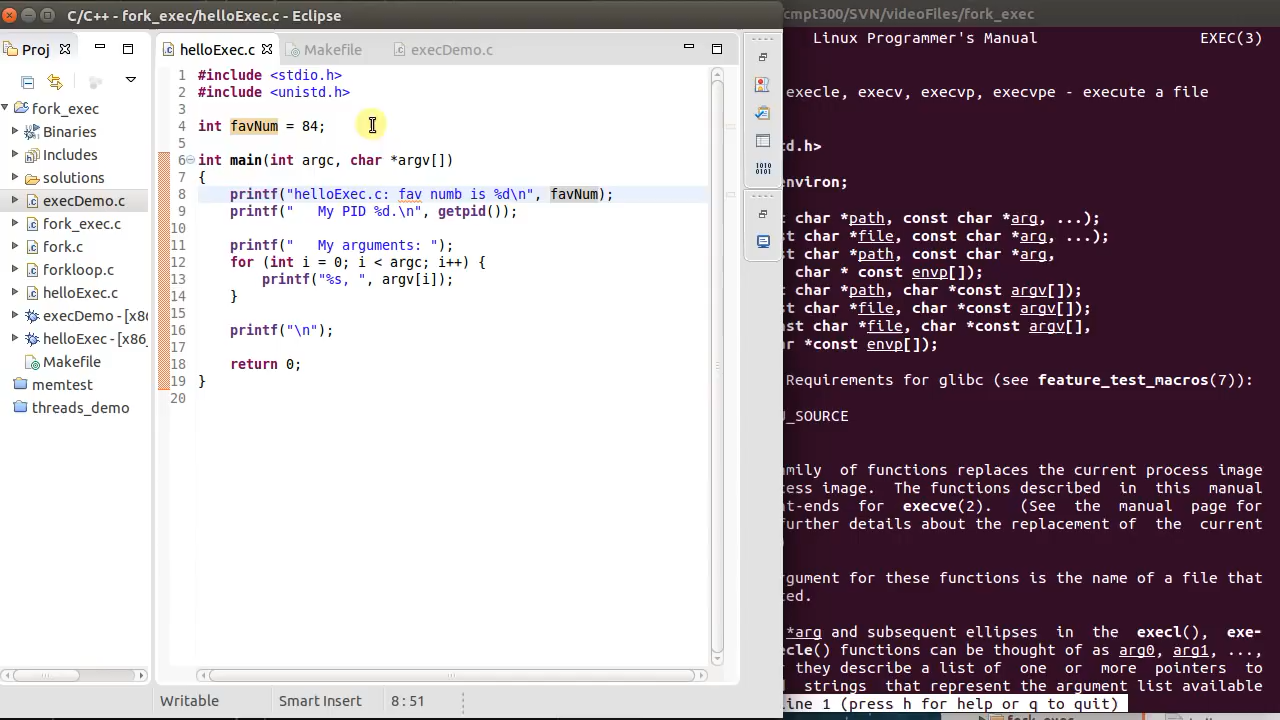 C/C++ - fork_exec/helloExec.c - Eclipse
Proj
fork_exec
Binaries
Includes
solutions
execDemo.c
fork_exec.c
fork.c
forkloop.c
helloExec.c
execDemo - [x8
helloExec - [x86_
Makefile
memtest
threads_demo
helloExec.c
Makefile
execDemo.c
1 #include <stdio.h>
2 #include <unistd.h>
3
4 int favNum = 84;
5
6 int main(int argc, char *argv[])
7 {
8 printf("helloExec.c: fav numb is %d\n", favNum);
9 printf("   My PID %d.\n", getpid());
10
11 printf("   My arguments: ");
12 for (int i = 0; i < argc; i++) {
13 printf("%s, ", argv[i]);
14 }
15
16 printf("\n");
17
18 return 0;
19 }
20
Writable
Smart Insert
8 : 51
cmpt300/SVN/videoFiles/fork_exec
Linux Programmer's Manual EXEC(3)
execle, execv, execvp, execvpe - execute a file
td.h>
environ;
t char *path, const char *arg, ...);
t char *file, const char *arg, ...);
t char *path, const char *arg,
char * const envp[]);
t char *path, char *const argv[]);
t char *file, char *const argv[]);
st char *file, char *const argv[],
ar *const envp[]);
Requirements for glibc (see feature_test_macros(7)):
_SOURCE
mily of functions replaces the current process image
ess image. The functions described in this manual
t-ends for execve(2). (See the manual page for
urther details about the replacement of the current
)
rgument for these functions is the name of a file that
ted.
*arg and subsequent ellipses in the execl(), exe-
ecle() functions can be thought of as arg0, arg1, ...,
they describe a list of one or more pointers to
strings that represent the argument list available
ine 1 (press h for help or q to quit)